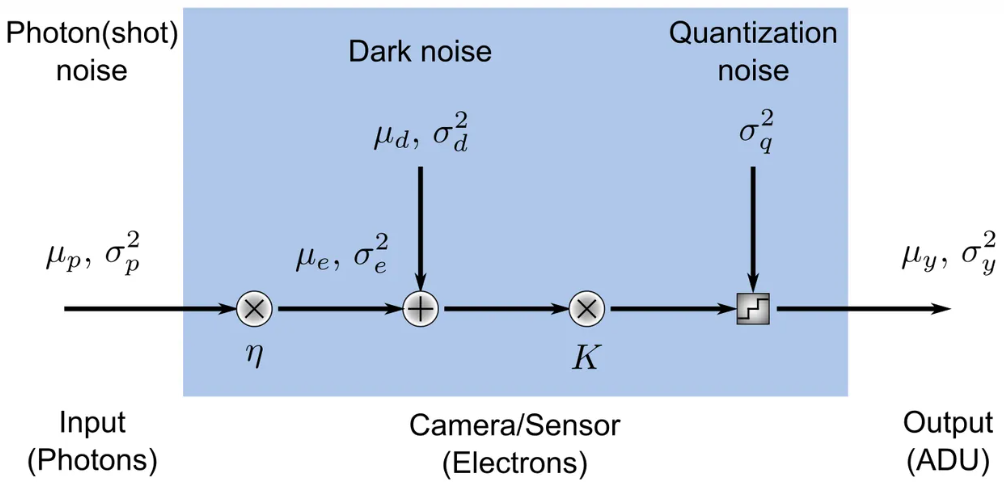 Photon(shot)
noise
Dark noise
Quantization
noise
μ_d, σ_d^2
σ_q^2
μ_p, σ_p^2
μ_e, σ_e^2
μ_y, σ_y^2
η
K
Input
(Photons)
Camera/Sensor
(Electrons)
Output
(ADU)